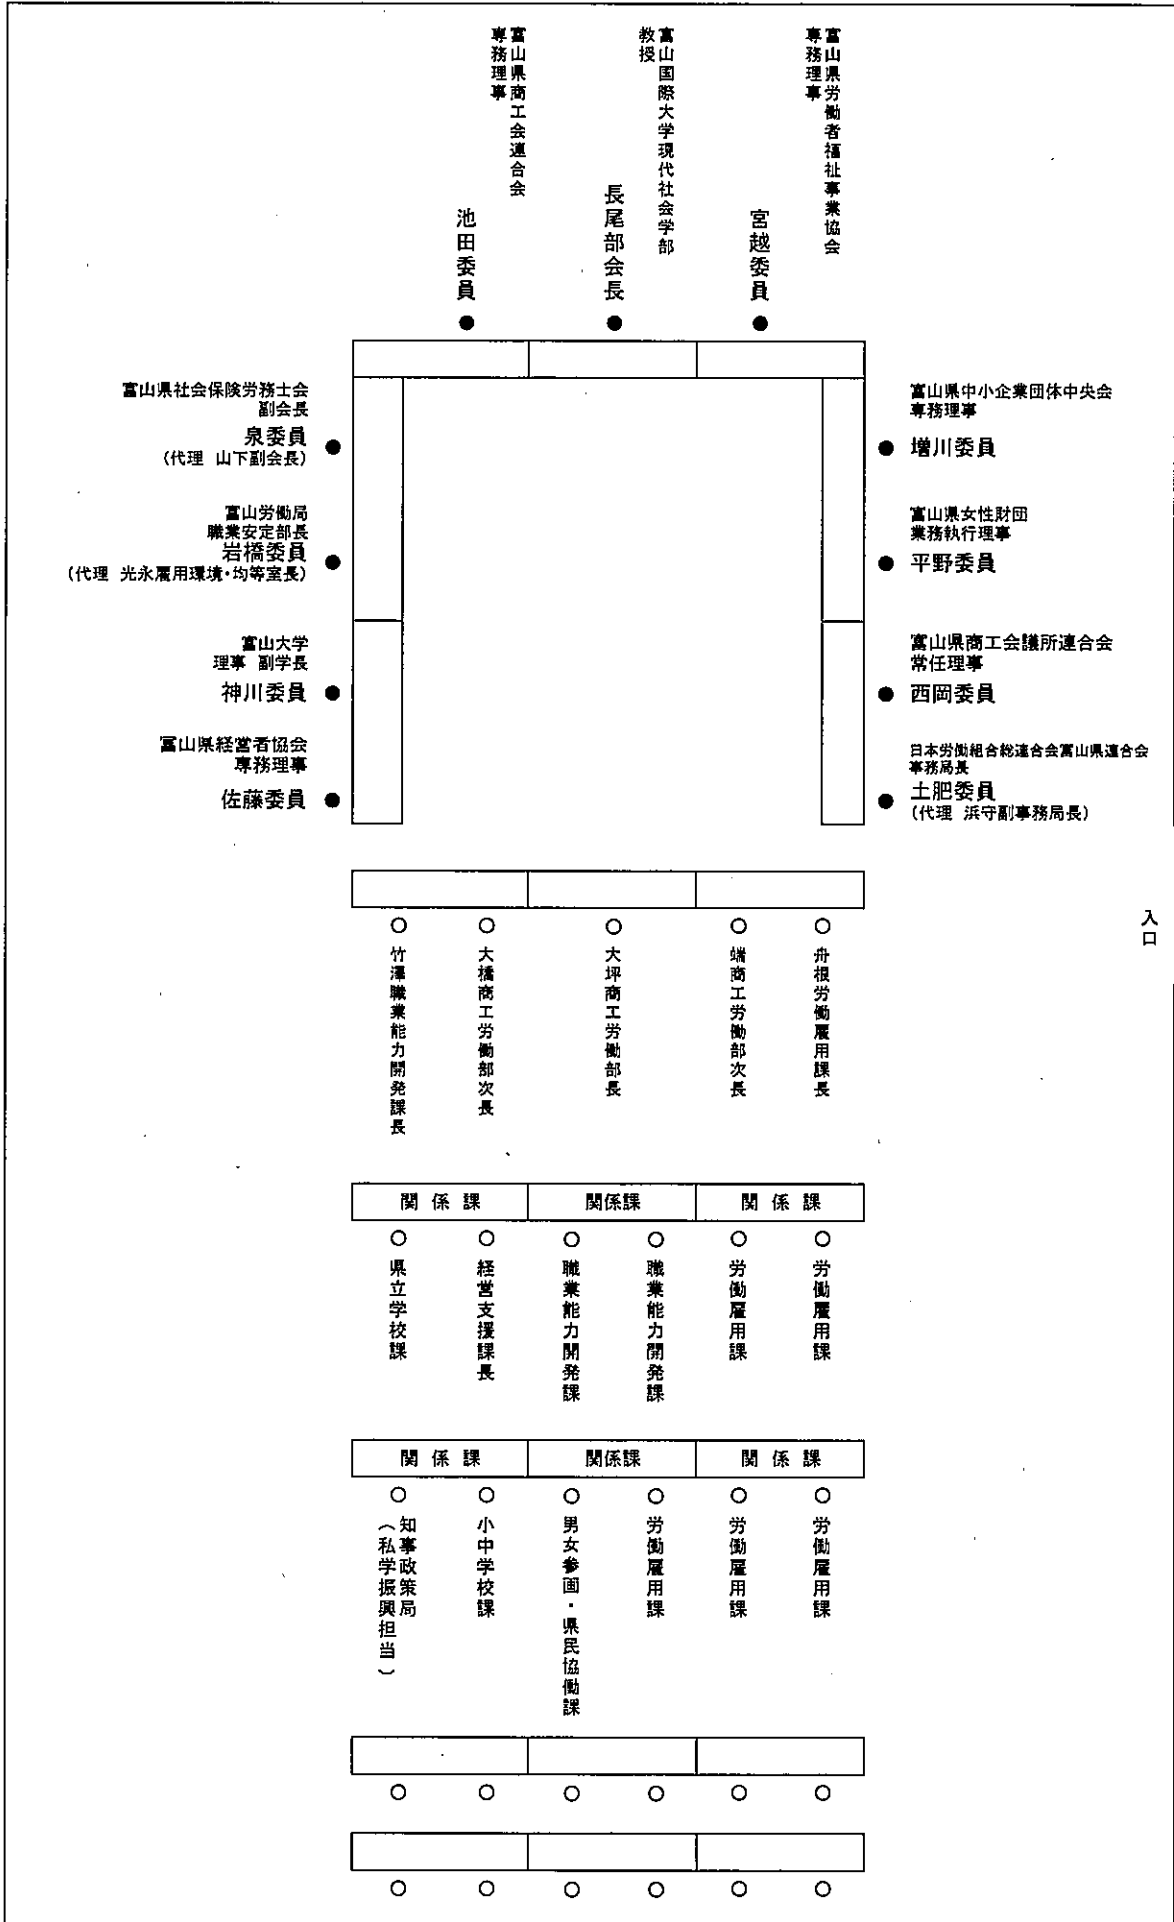 富山県労働者福祉事業協会
専務理事
宮越委員
富山国際大学現代社会学部
教授
長尾部会長
富山県商工会連合会
専務理事
池田委員
富山県社会保険労務士会
副会長
泉委員
(代理 山下副会長)
富山労働局
職業安定部長
岩橋委員
(代理 光永雇用環境・均等室長)
富山大学
理事 副学長
神川委員
富山県経営者協会
専務理事
佐藤委員
富山県中小企業団体中央会
専務理事
増川委員
富山県女性財団
業務執行理事
平野委員
富山県商工会議所連合会
常任理事
西岡委員
日本労働組合総連合会富山県連合会
事務局長
土肥委員
(代理 浜守副事務局長)
入口
舟根労働雇用課長
端商工労働部次長
大坪商工労働部長
大橋商工労働部次長
竹澤職業能力開発課長
関係課
関係課
関係課
労働雇用課
労働雇用課
職業能力開発課
職業能力開発課
経営支援課長
県立学校課
関係課
関係課
関係課
労働雇用課
労働雇用課
労働雇用課
男女参画・県民協働課
小中学校課
知事政策局
(私学振興担当)